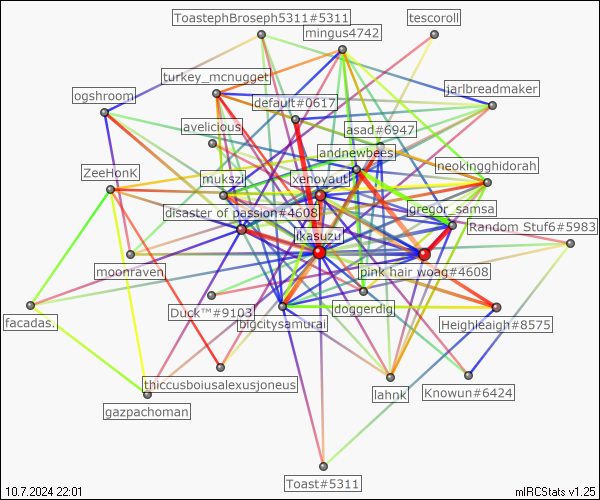 ToastephBroseph5311#5311
tescoroll
mingus4742
turkey_mcnugget
jarlbreadmaker
ogshroom
default#0617
avelicious
asad#6947
andnewbees
neokingghidorah
ZeeHonK
mukszi
xenovauti
disaster of passion#4608
gregor_samsa
Random Stuf6#5983
jikasuzu
moonraven
pink hair woag#4608
Duck™#9103
doggerdig
facadas.
bigcitysamurai
Heighleaigh#8575
thiccusboiusalexusjoneus
lahnk
Knowun#6424
gazpachoman
Toast#5311
10.7.2024 22:01
mIRCStats v1.25